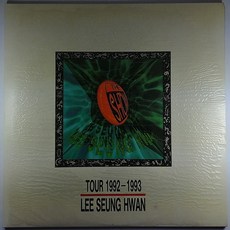 TOUR 1992-1993
LEE SEUNG HWAN